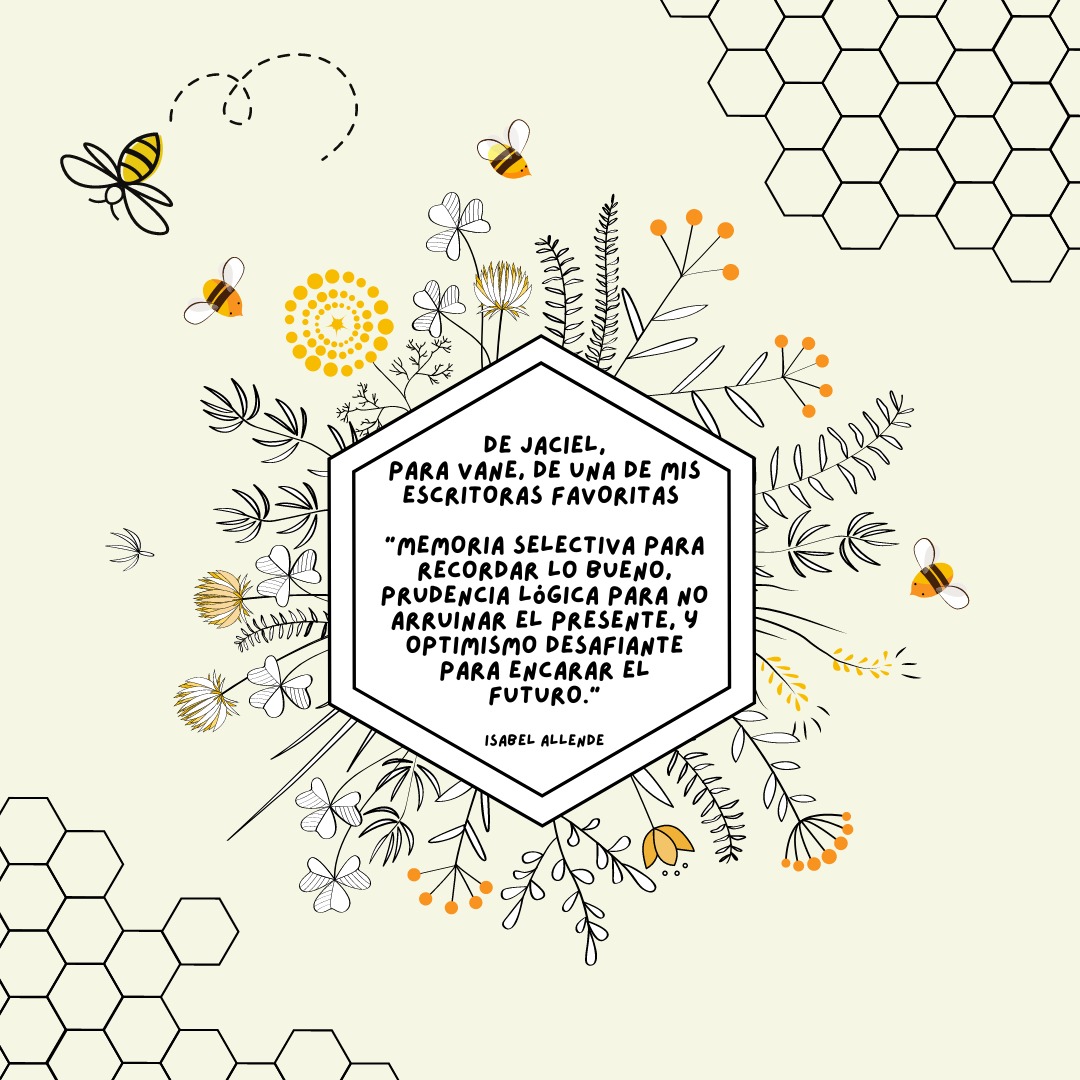 DE JACIEL,
PARA VANE, DE UNA DE MIS
ESCRITORAS FAVORITAS
"MEMORIA SELECTIVA PARA
RECORDAR LO BUENO,
PRUDENCIA LÓGICA PARA NO
ARRUINAR EL PRESENTE, Y
OPTIMISMO DESAFIANTE
PARA ENCARAR EL
FUTURO."
ISABEL ALLENDE